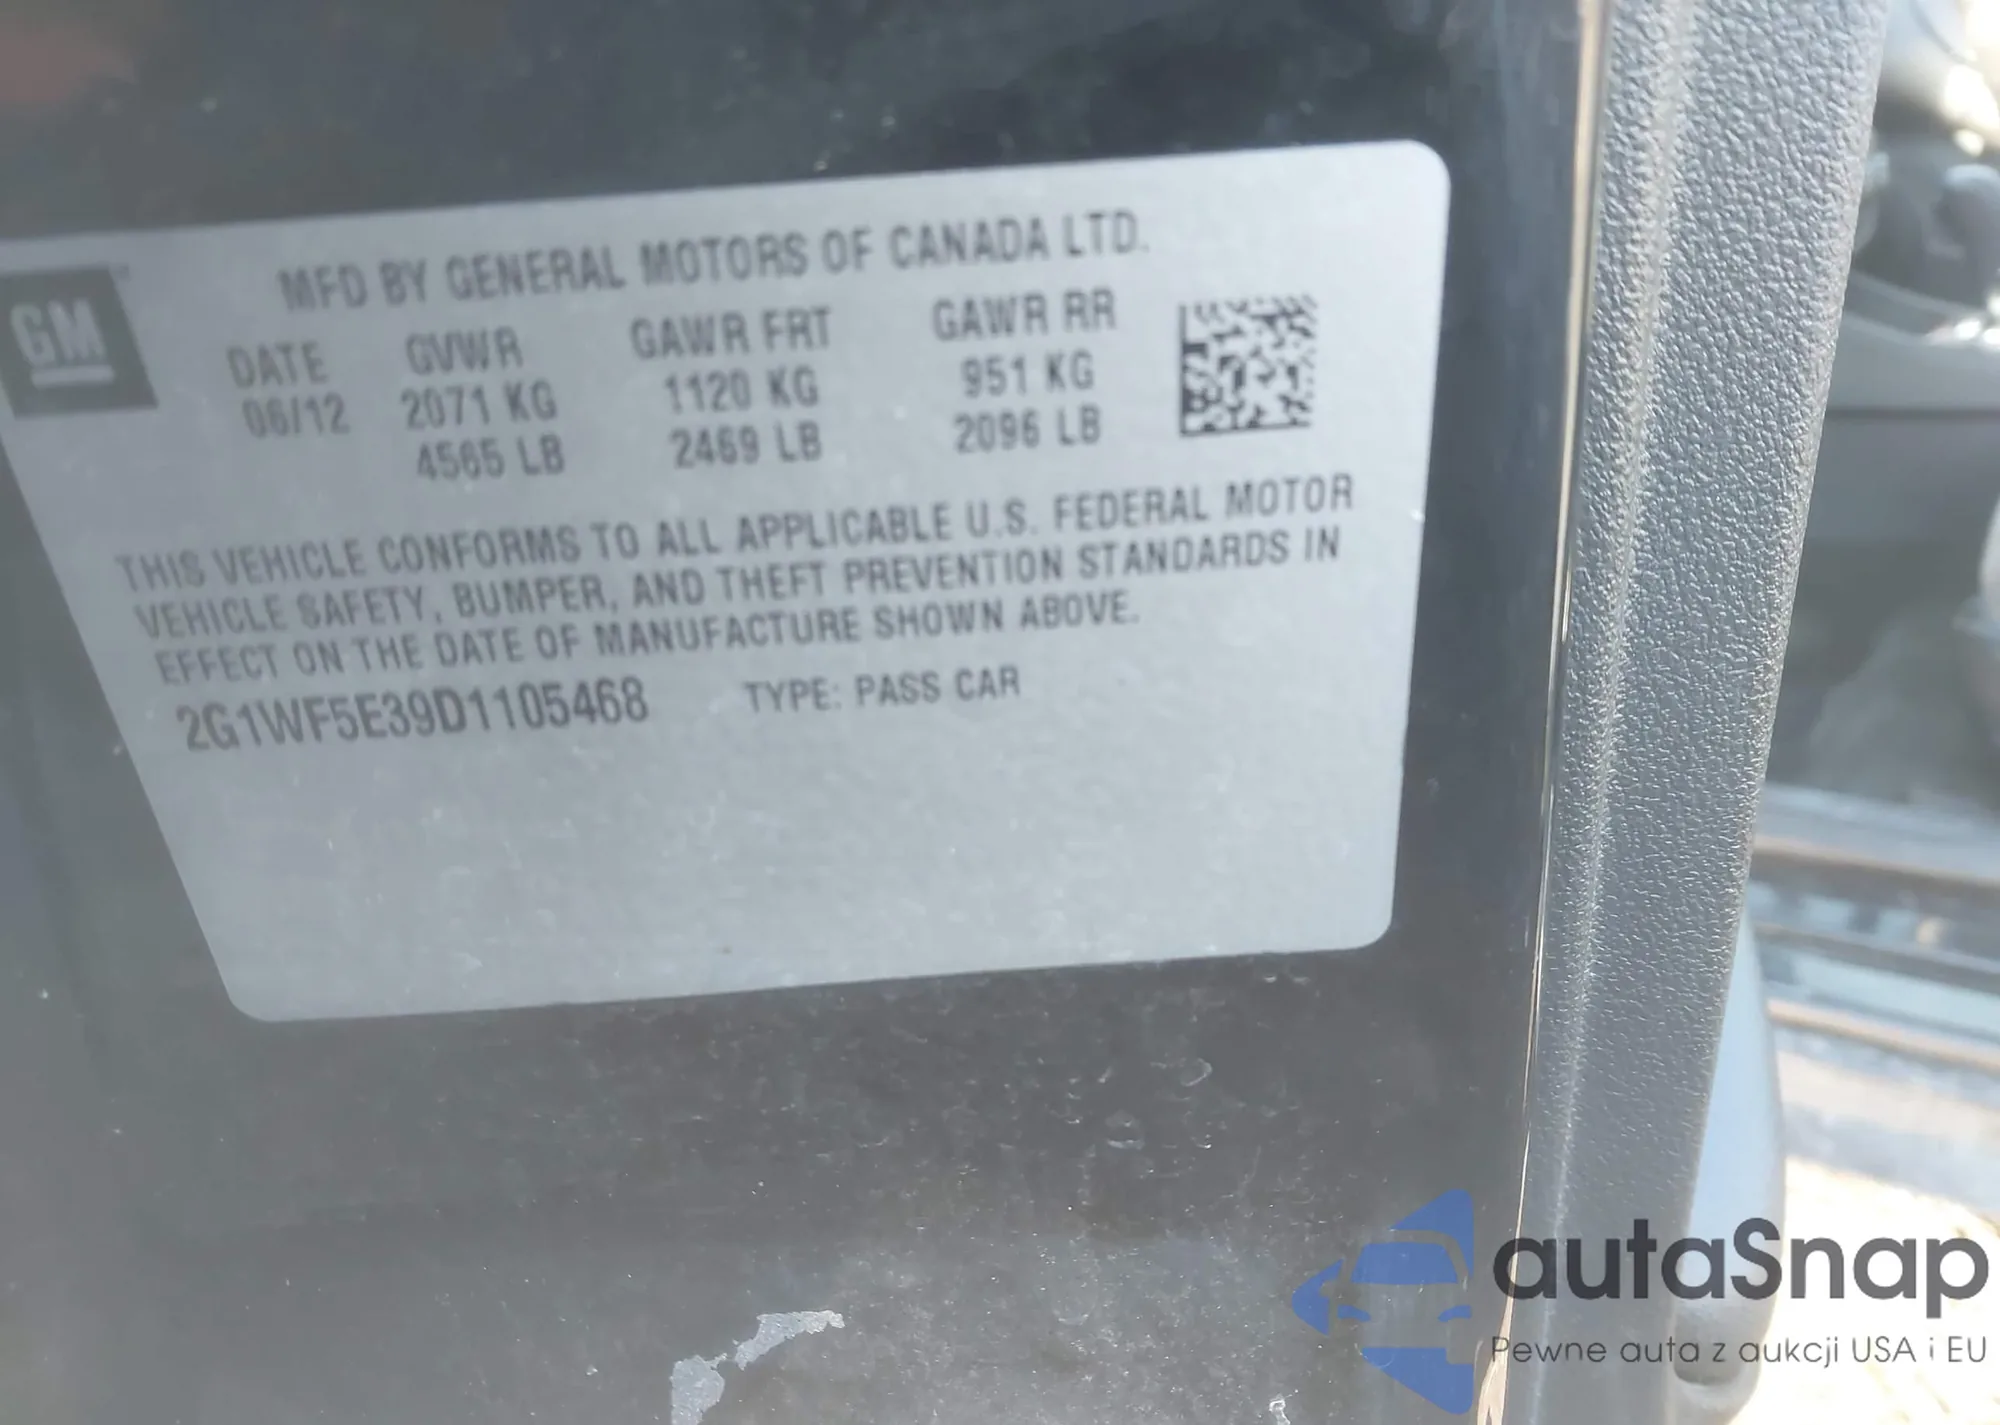 MFD BY GENERAL MOTORS OF CANADA LTD.
GM
DATE GVWR GAWR FRT GAWR RR
06/12 2071 KG 1120 KG 951 KG
4565 LB 2469 LB 2096 LB
THIS VEHICLE CONFORMS TO ALL APPLICABLE U.S. FEDERAL MOTOR
VEHICLE SAFETY, BUMPER, AND THEFT PREVENTION STANDARDS IN
EFFECT ON THE DATE OF MANUFACTURE SHOWN ABOVE.
2G1WF5E39D1105468 TYPE: PASS CAR
autaSnap
Pewne auta z aukcji USA i EU